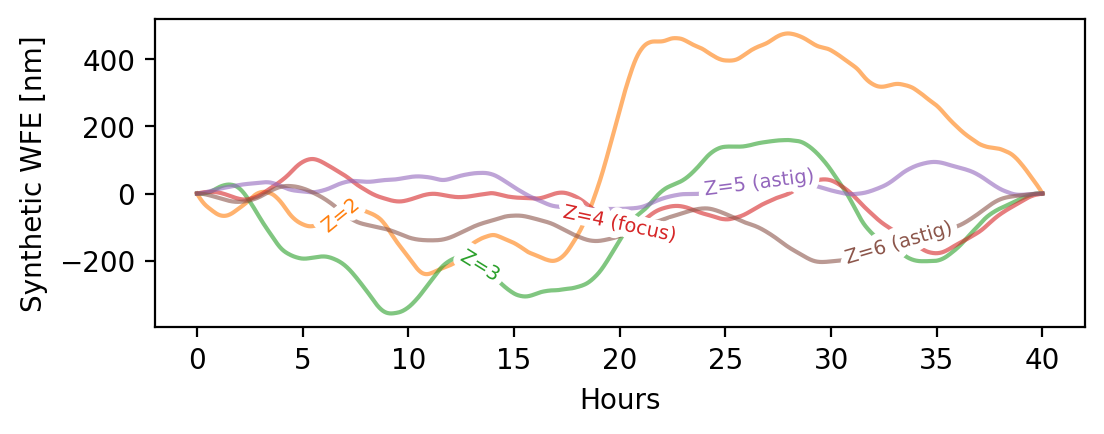 Synthetic WFE [nm]
400
200
0
−200
Z=2
Z=3
Z=4 (focus)
Z=5 (astig)
Z=6 (astig)
0 5 10 15 20 25 30 35 40
Hours